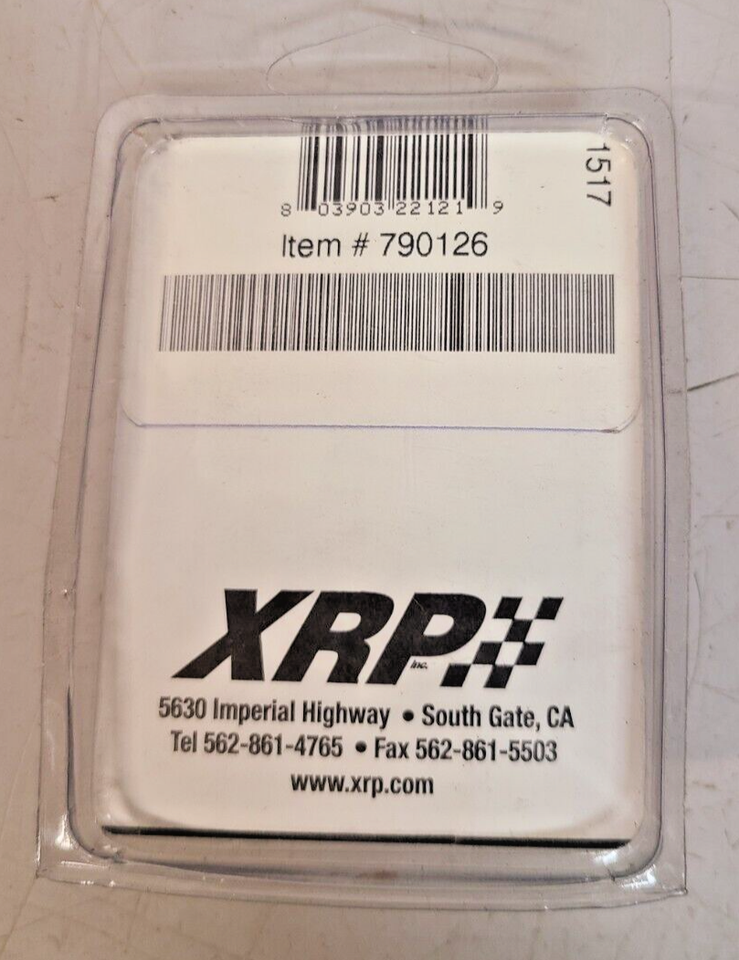 8 03903 22121 9
1517
Item # 790126
XRP inc.
5630 Imperial Highway • South Gate, CA
Tel 562-861-4765 • Fax 562-861-5503
www.xrp.com